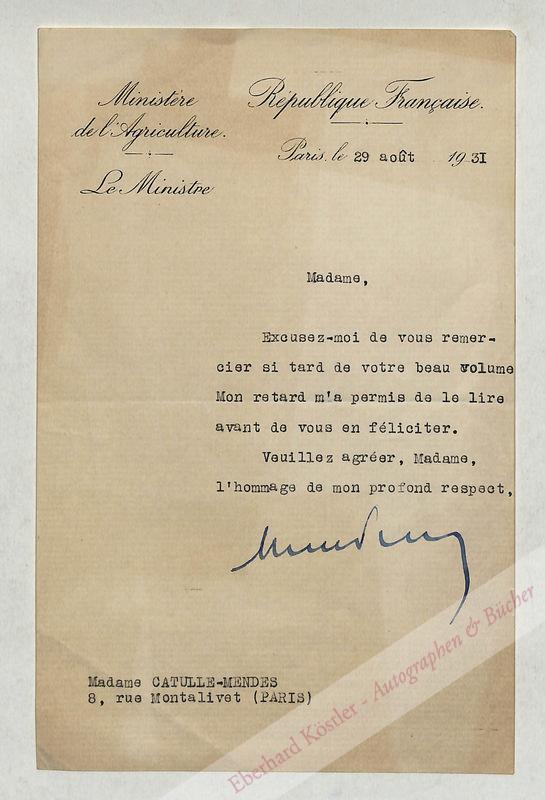 Ministère
de l'Agriculture.
Le Ministre
République Française.
Paris, le 29 août 1931
Madame,
Excusez-moi de vous remer-
cier si tard de votre beau volume
Mon retard m'a permis de le lire
avant de vous en féliciter.
Veuillez agréer, Madame,
l'hommage de mon profond respect,
Madame CATULLE-MENDES
8, rue Montalivet (PARIS)
Eberhard Köstler - Autographen & Bücher